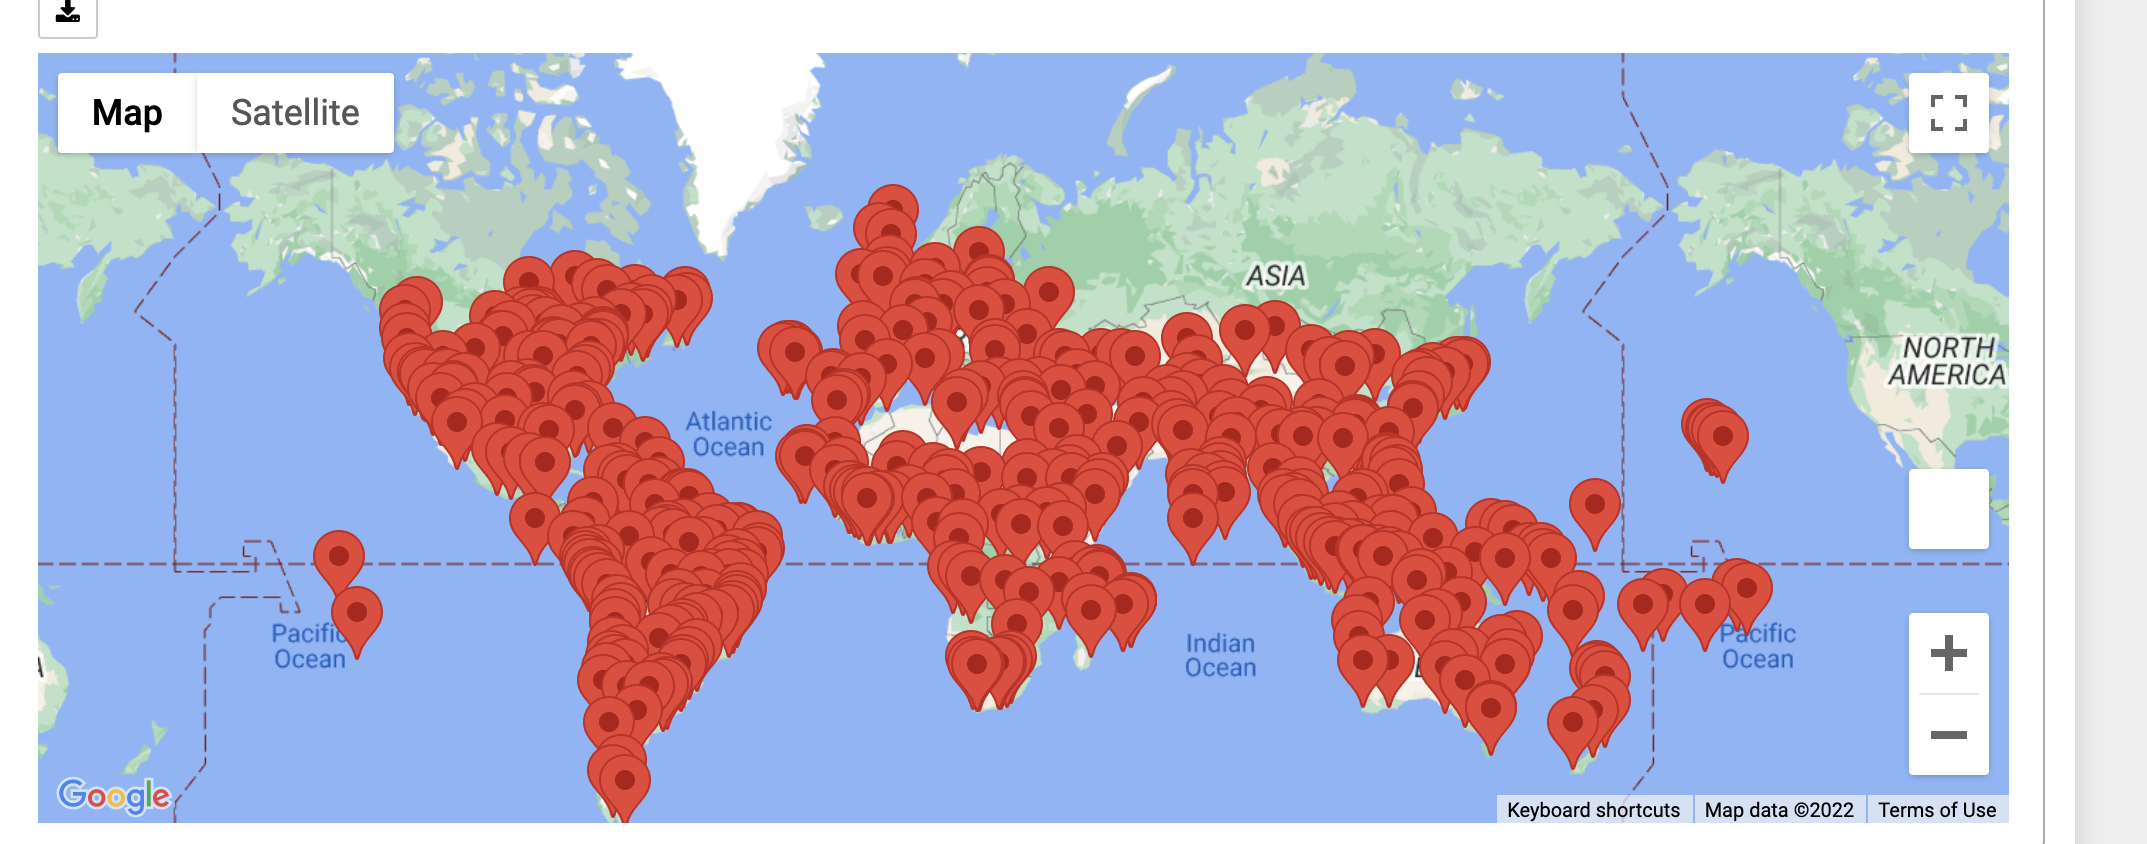 Map
Satellite
ASIA
NORTH
AMERICA
Atlantic
Ocean
Pacific
Ocean
Indian
Ocean
Pacific
Ocean
Google
Keyboard shortcuts
Map data ©2022
Terms of Use